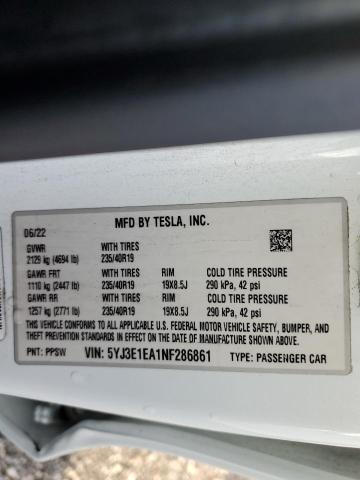 MFD BY TESLA, INC.
06/22
GVWR WITH TIRES
2129 kg (4694 lb) 235/40R19
GAWR FRT WITH TIRES RIM COLD TIRE PRESSURE
1110 kg (2447 lb) 235/40R19 19X8.5J 290 kPa, 42 psi
GAWR RR WITH TIRES RIM COLD TIRE PRESSURE
1257 kg (2771 lb) 235/40R19 19X8.5J 290 kPa, 42 psi
THIS VEHICLE CONFORMS TO ALL APPLICABLE U.S. FEDERAL MOTOR VEHICLE SAFETY, BUMPER, AND
THEFT PREVENTION STANDARDS IN EFFECT ON THE DATE OF MANUFACTURE SHOWN ABOVE.
PNT: PPSW VIN: 5YJ3E1EA1NF286861 TYPE: PASSENGER CAR